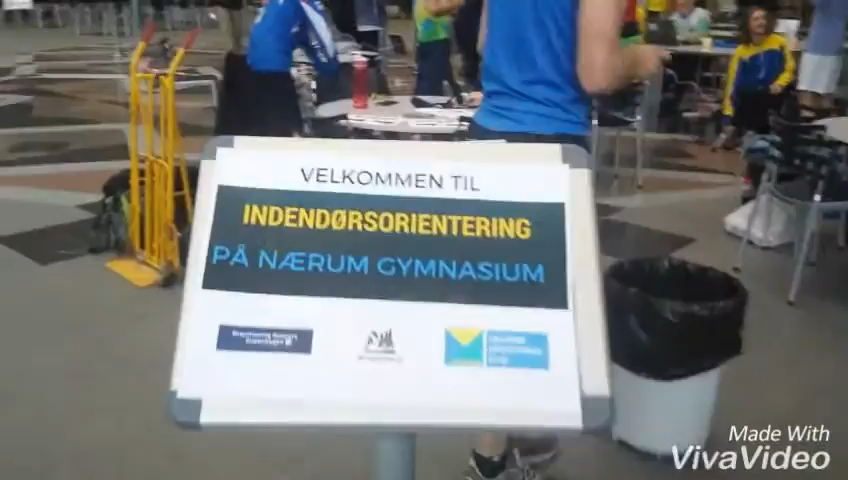 VELKOMMEN TIL
INDENDØRSORIENTERING
PÅ NÆRUM GYMNASIUM
Made With
VivaVideo